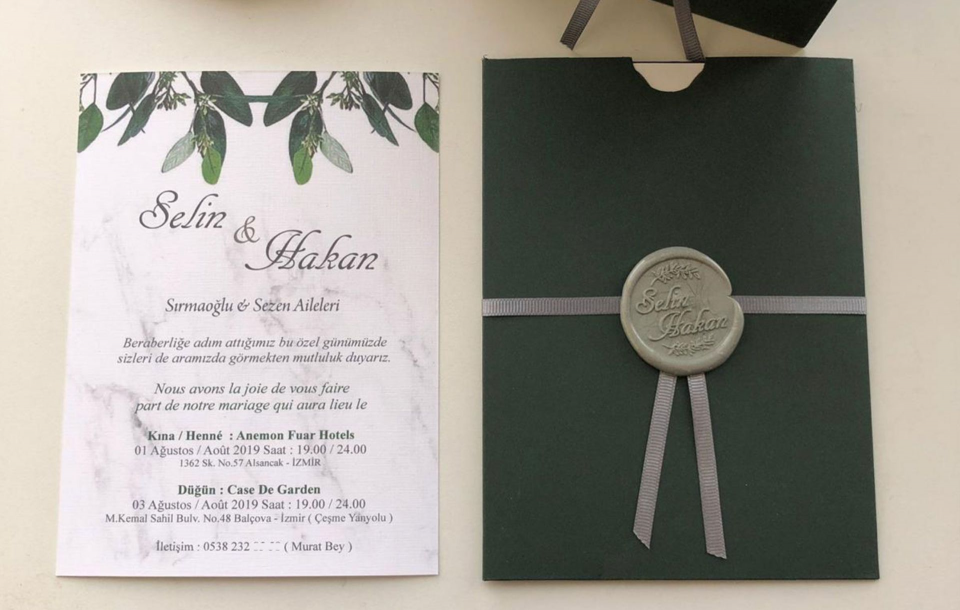 Selin
&
Hakan
Sırmaoğlu & Sezen Aileleri
Beraberliğe adım attığımız bu özel günümüzde
sizleri de aramızda görmekten mutluluk duyarız.
Nous avons la joie de vous faire
part de notre mariage qui aura lieu le
Kına / Henné : Anemon Fuar Hotels
01 Ağustos / Août 2019 Saat : 19.00 / 24.00
1362 Sk. No.57 Alsancak - İZMİR
Düğün : Case De Garden
03 Ağustos / Août 2019 Saat : 19.00 / 24.00
M.Kemal Sahil Bulv. No.48 Balçova - İzmir ( Çeşme Yanyolu )
İletişim : 0538 232 ( Murat Bey )
Selin
Hakan